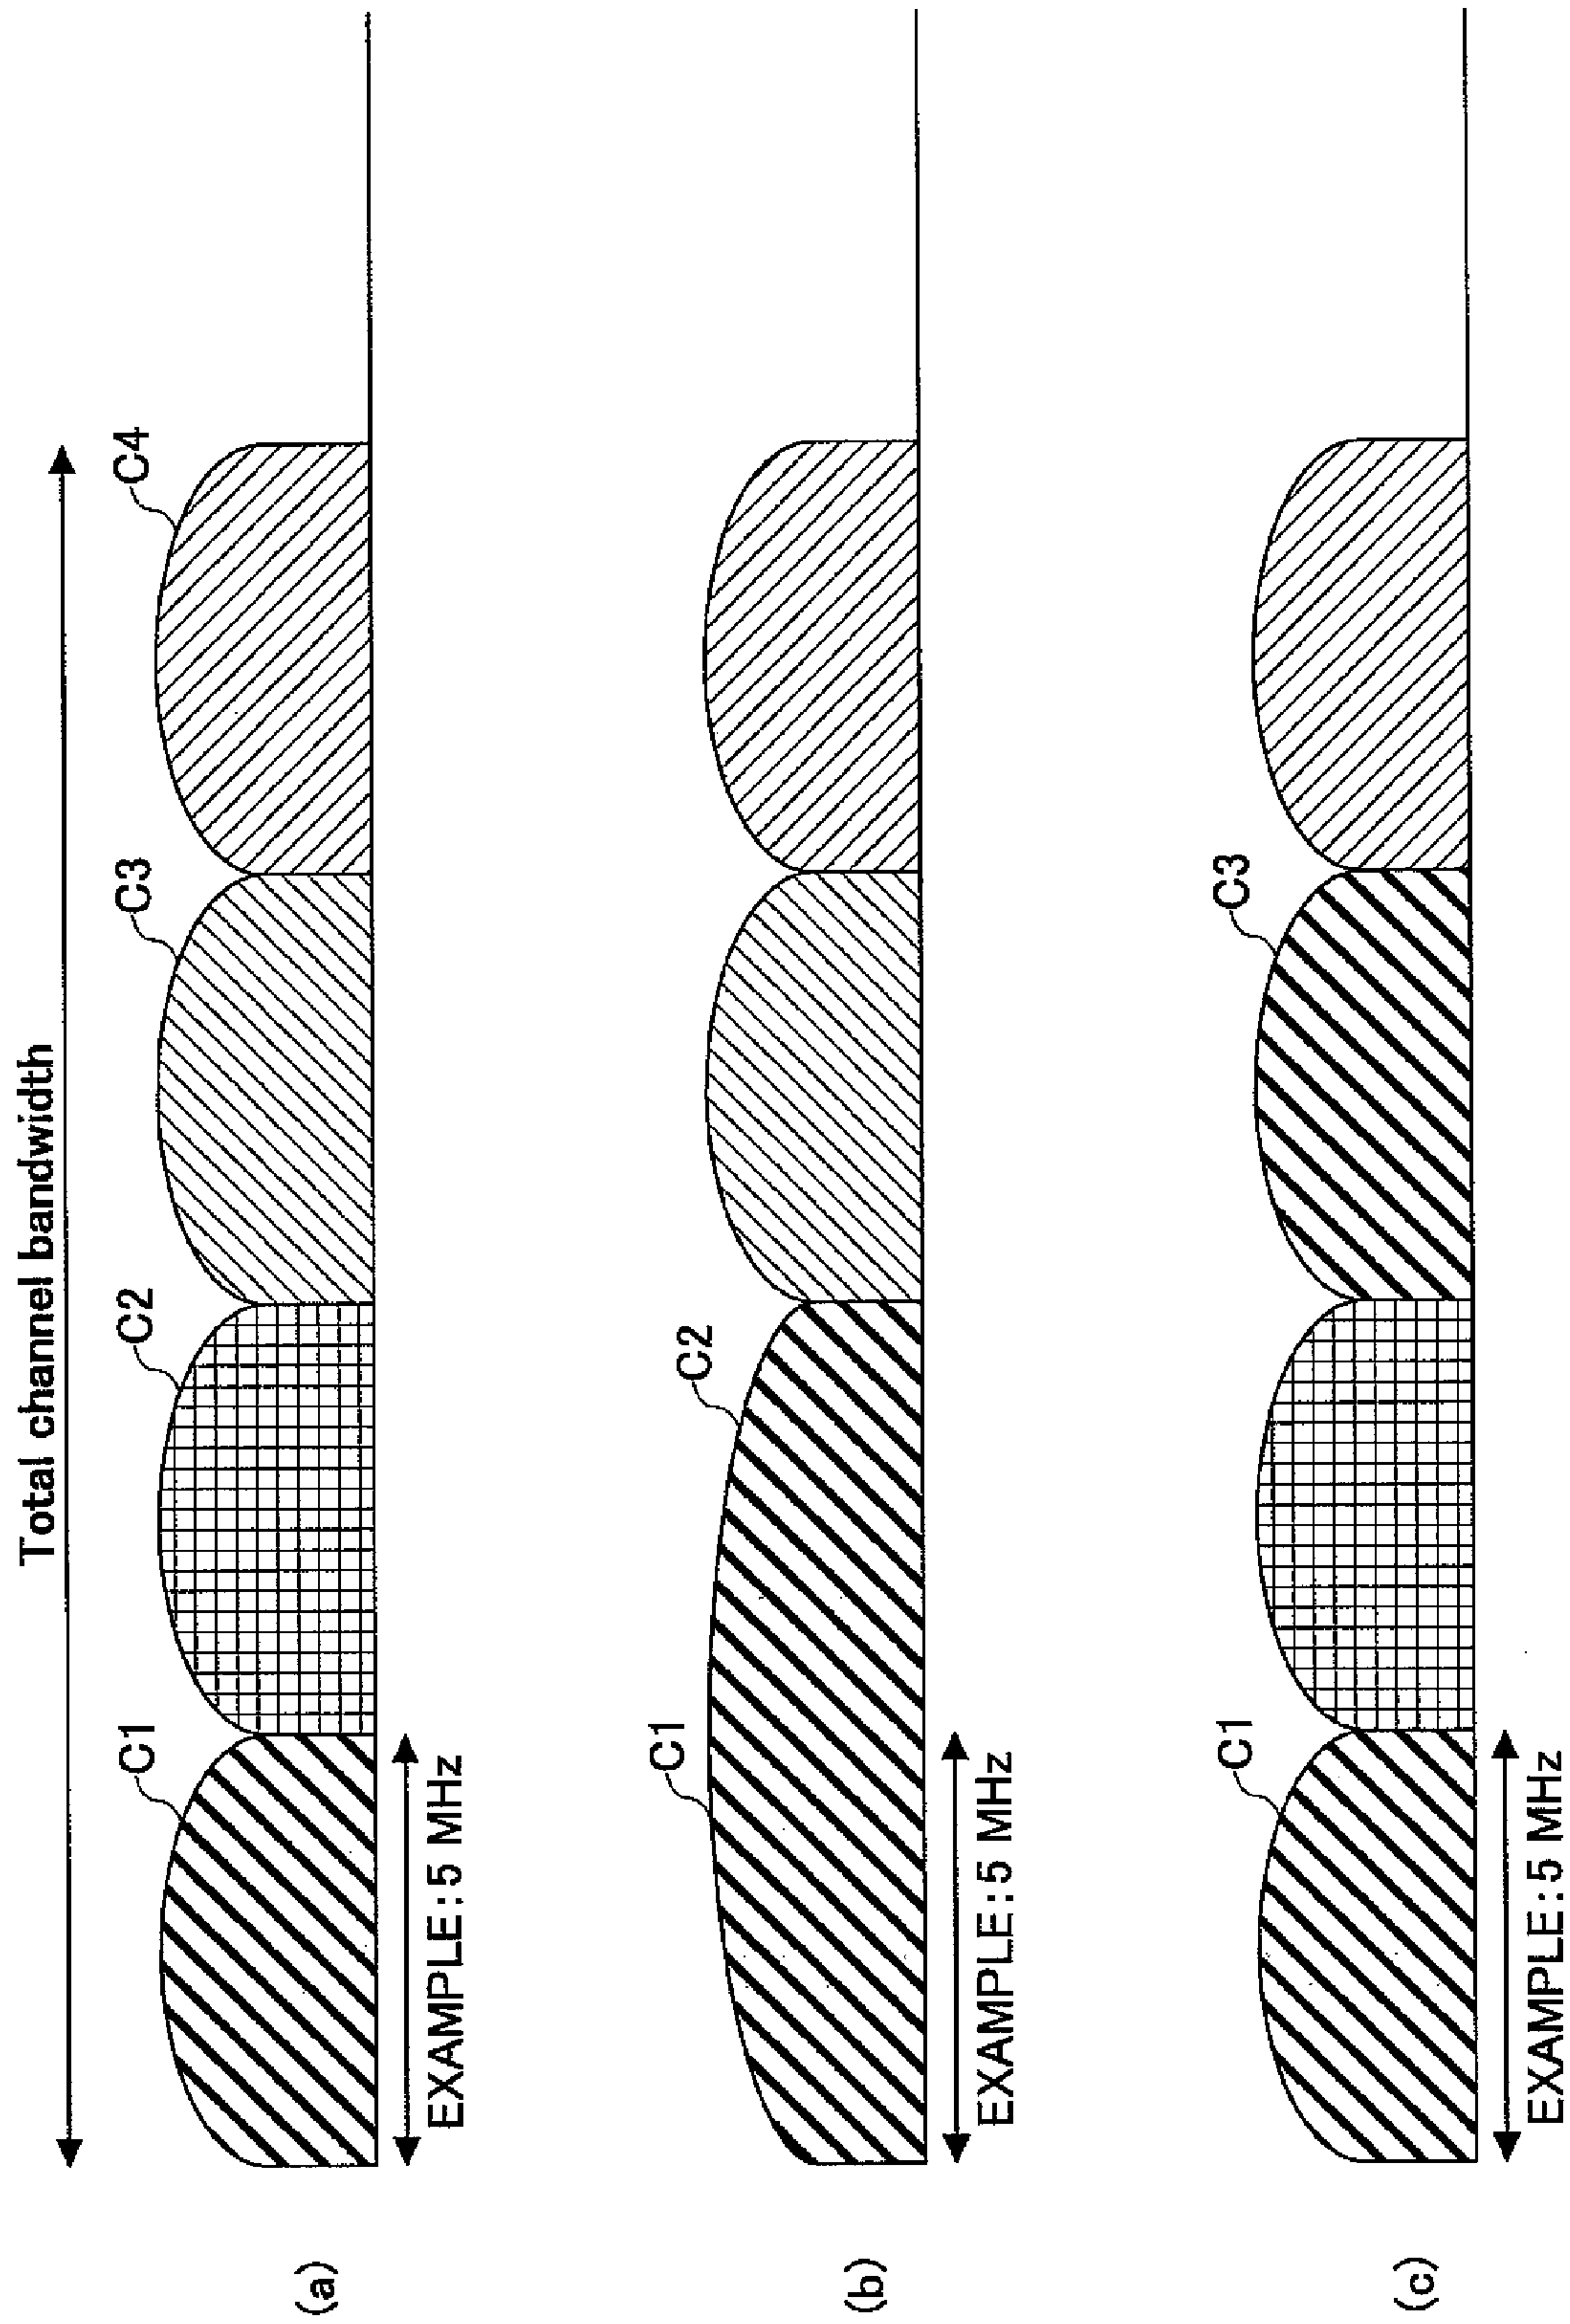 Total channel bandwidth
C1
C2
C3
C4
EXAMPLE:5 MHz
(a)
C1
C2
EXAMPLE:5 MHz
(b)
C1
C3
EXAMPLE:5 MHz
(c)